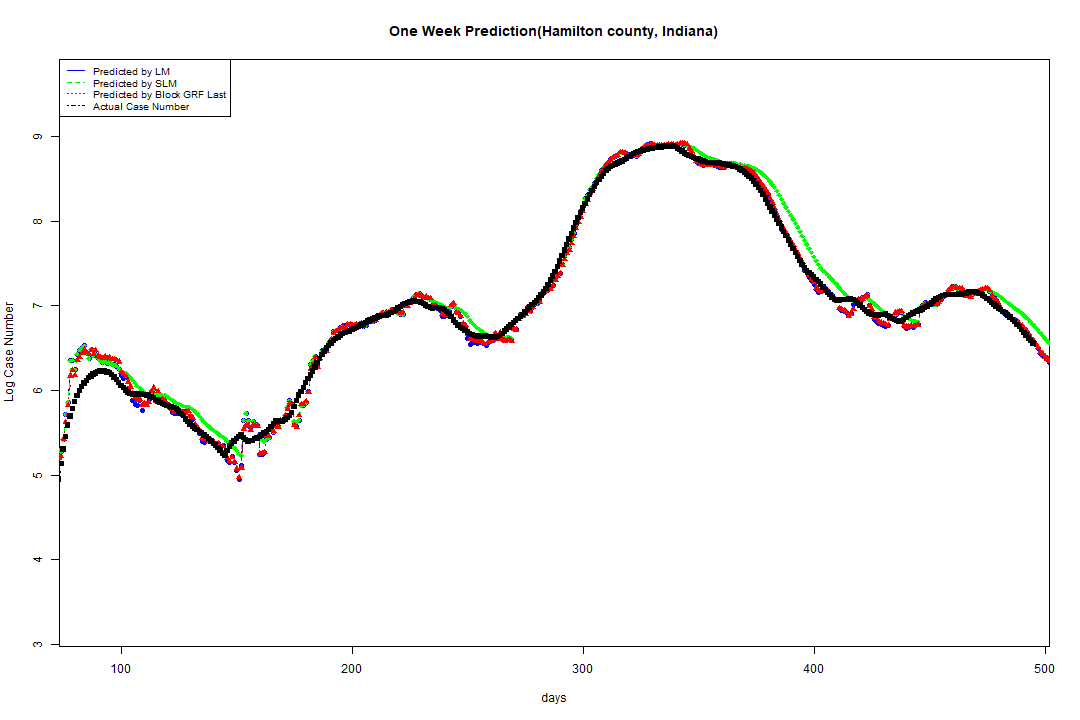 One Week Prediction(Hamilton county, Indiana)
Predicted by LM
Predicted by SLM
Predicted by Block GRF Last
Actual Case Number
9
8
7
6
5
4
3
Log Case Number
100 200 300 400 500
days